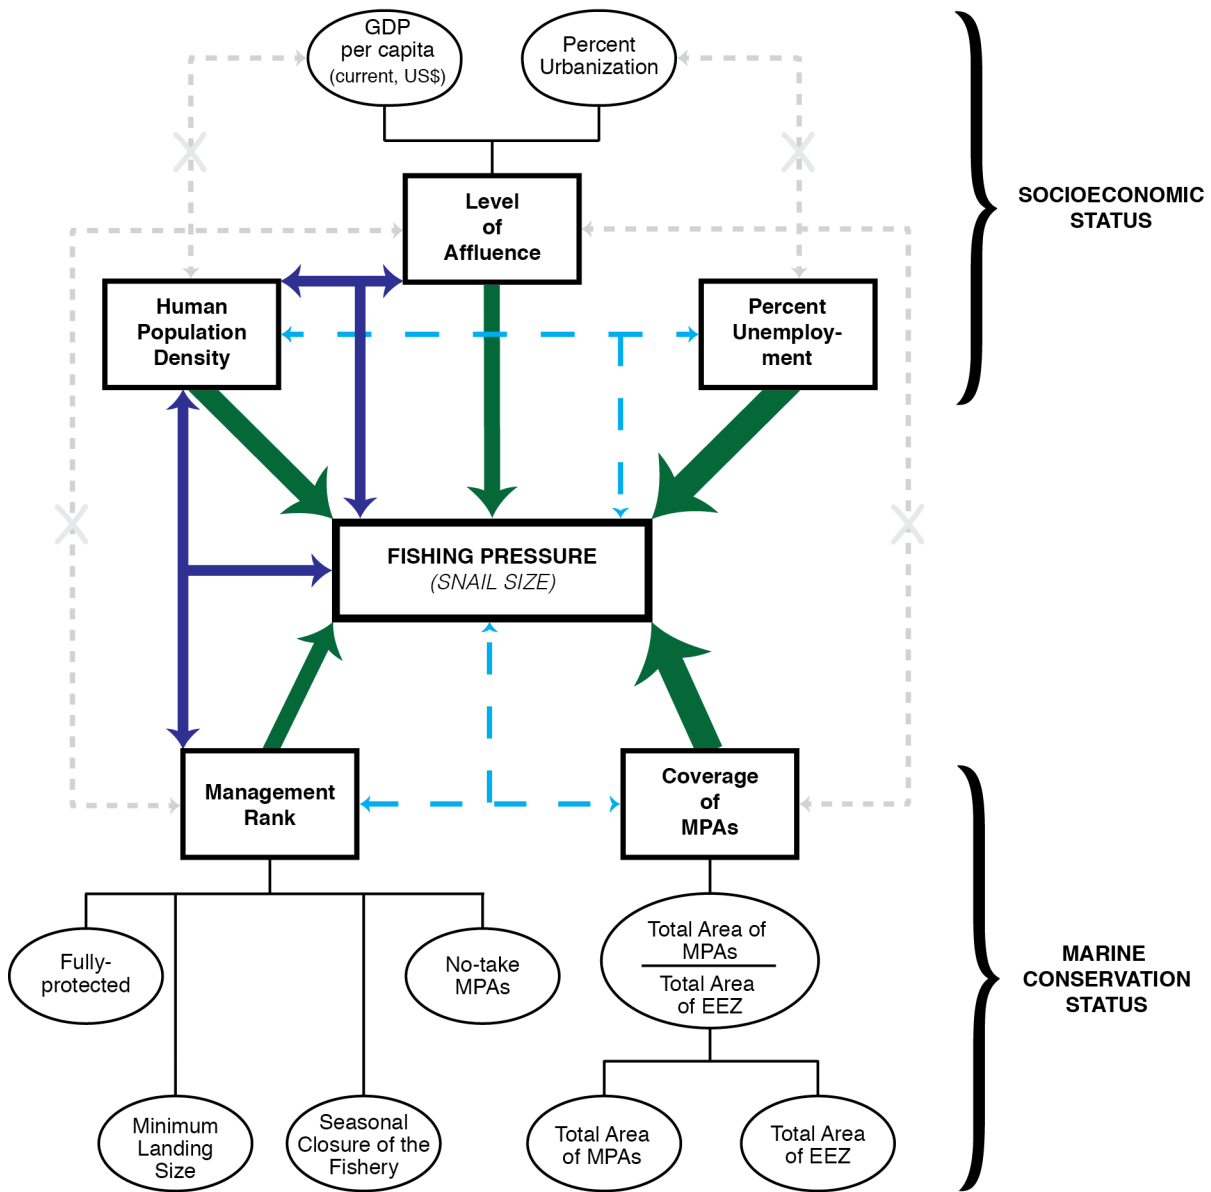 GDP
per capita
(current, US$)
Percent
Urbanization
Level
of
Affluence
SOCIOECONOMIC
STATUS
Human
Population
Density
Percent
Unemploy-
ment
FISHING PRESSURE
(SNAIL SIZE)
Management
Rank
Coverage
of
MPAs
Fully-
protected
No-take
MPAs
Total Area of
MPAs
Total Area
of EEZ
MARINE
CONSERVATION
STATUS
Minimum
Landing
Size
Seasonal
Closure of the
Fishery
Total Area
of MPAs
Total Area
of EEZ